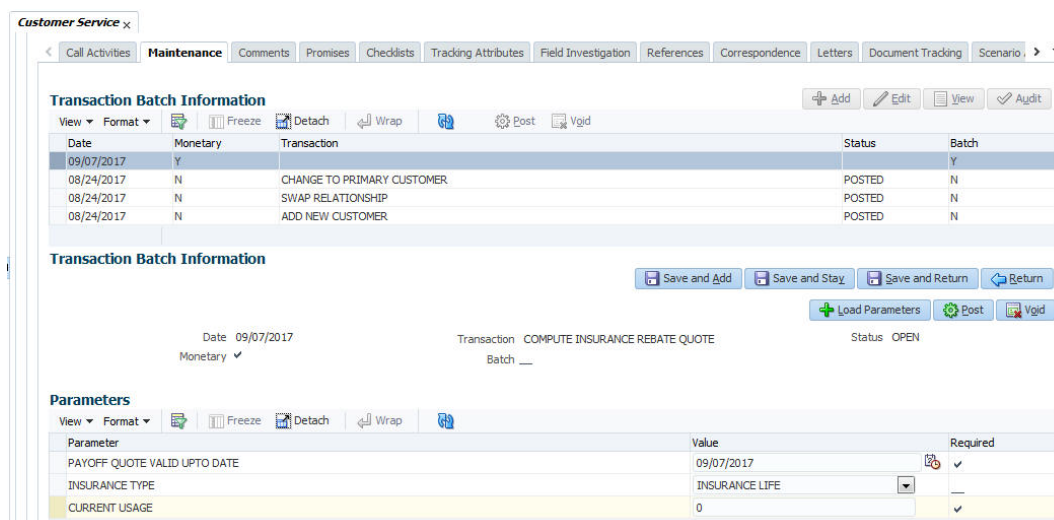 Customer Service x
Call Activities Maintenance Comments Promises Checklists Tracking Attributes Field Investigation References Correspondence Letters Document Tracking Scenario
Transaction Batch Information
Add Edit View Audit
View Format Freeze Detach Wrap Post Void
Date Monetary Transaction Status Batch
09/07/2017 Y Y
08/24/2017 N CHANGE TO PRIMARY CUSTOMER POSTED N
08/24/2017 N SWAP RELATIONSHIP POSTED N
08/24/2017 N ADD NEW CUSTOMER POSTED N
Transaction Batch Information
Save and Add Save and Stay Save and Return Return
Load Parameters Post Void
Date 09/07/2017 Transaction COMPUTE INSURANCE REBATE QUOTE Status OPEN
Monetary Batch
Parameters
View Format Freeze Detach Wrap
Parameter Value Required
PAYOFF QUOTE VALID UPTO DATE 09/07/2017
INSURANCE TYPE INSURANCE LIFE
CURRENT USAGE 0